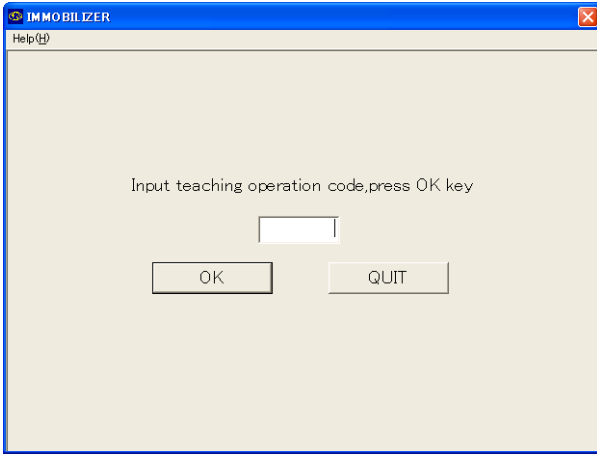 IMMOBILIZER
Help(H)
Input teaching operation code,press OK key
OK QUIT